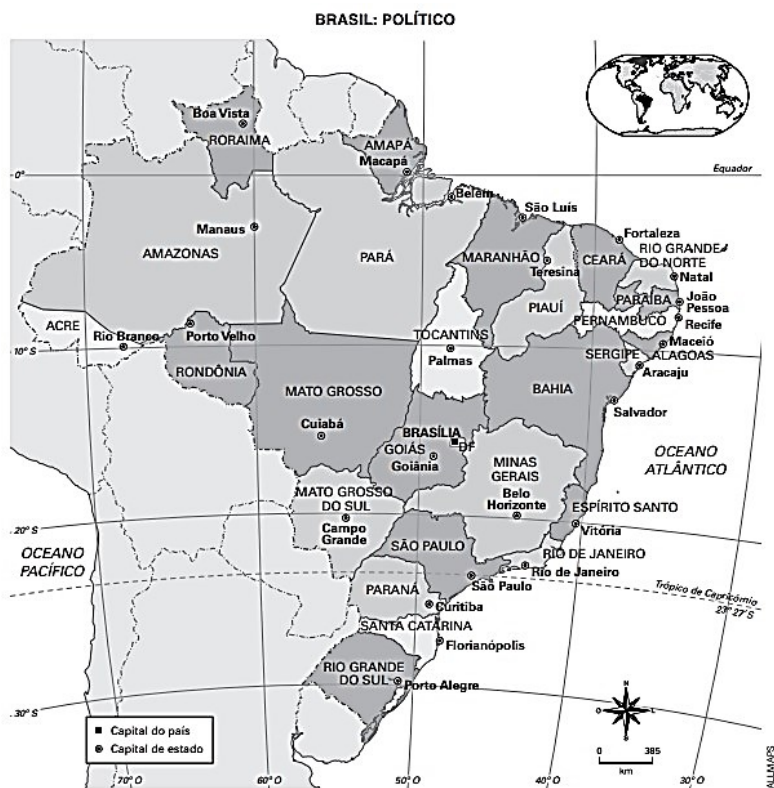 BRASIL: POLÍTICO
Boa Vista
RORAIMA
AMAPÁ
Macapá
Equador
0°
Belém
São Luís
Manaus
Fortaleza
RIO GRANDE
DO NORTE
AMAZONAS
PARÁ
MARANHÃO
CEARÁ
Teresina
Natal
PARAÍBA
João
Pessoa
PIAUÍ
ACRE
PERNAMBUCO
Recife
Rio Branco
Porto Velho
TOCANTINS
Maceió
10° S
Palmas
SERGIPE
ALAGOAS
RONDÔNIA
Aracaju
MATO GROSSO
BAHIA
Salvador
Cuiabá
BRASÍLIA
DF
GOIÁS
Goiânia
OCEANO
ATLÂNTICO
MINAS
GERAIS
MATO GROSSO
DO SUL
Belo
Horizonte
ESPÍRITO SANTO
20° S
Campo
Grande
Vitória
OCEANO
PACÍFICO
SÃO PAULO
RIO DE JANEIRO
Rio de Janeiro
São Paulo
Trópico de Capricórnio
23° 27'S
PARANÁ
Curitiba
SANTA CATARINA
Florianópolis
RIO GRANDE
DO SUL
Porto Alegre
30° S
N
O
L
S
Capital do país
Capital de estado
0
385
km
70° O
60° O
50° O
40° O
30° O
ALLMAPS